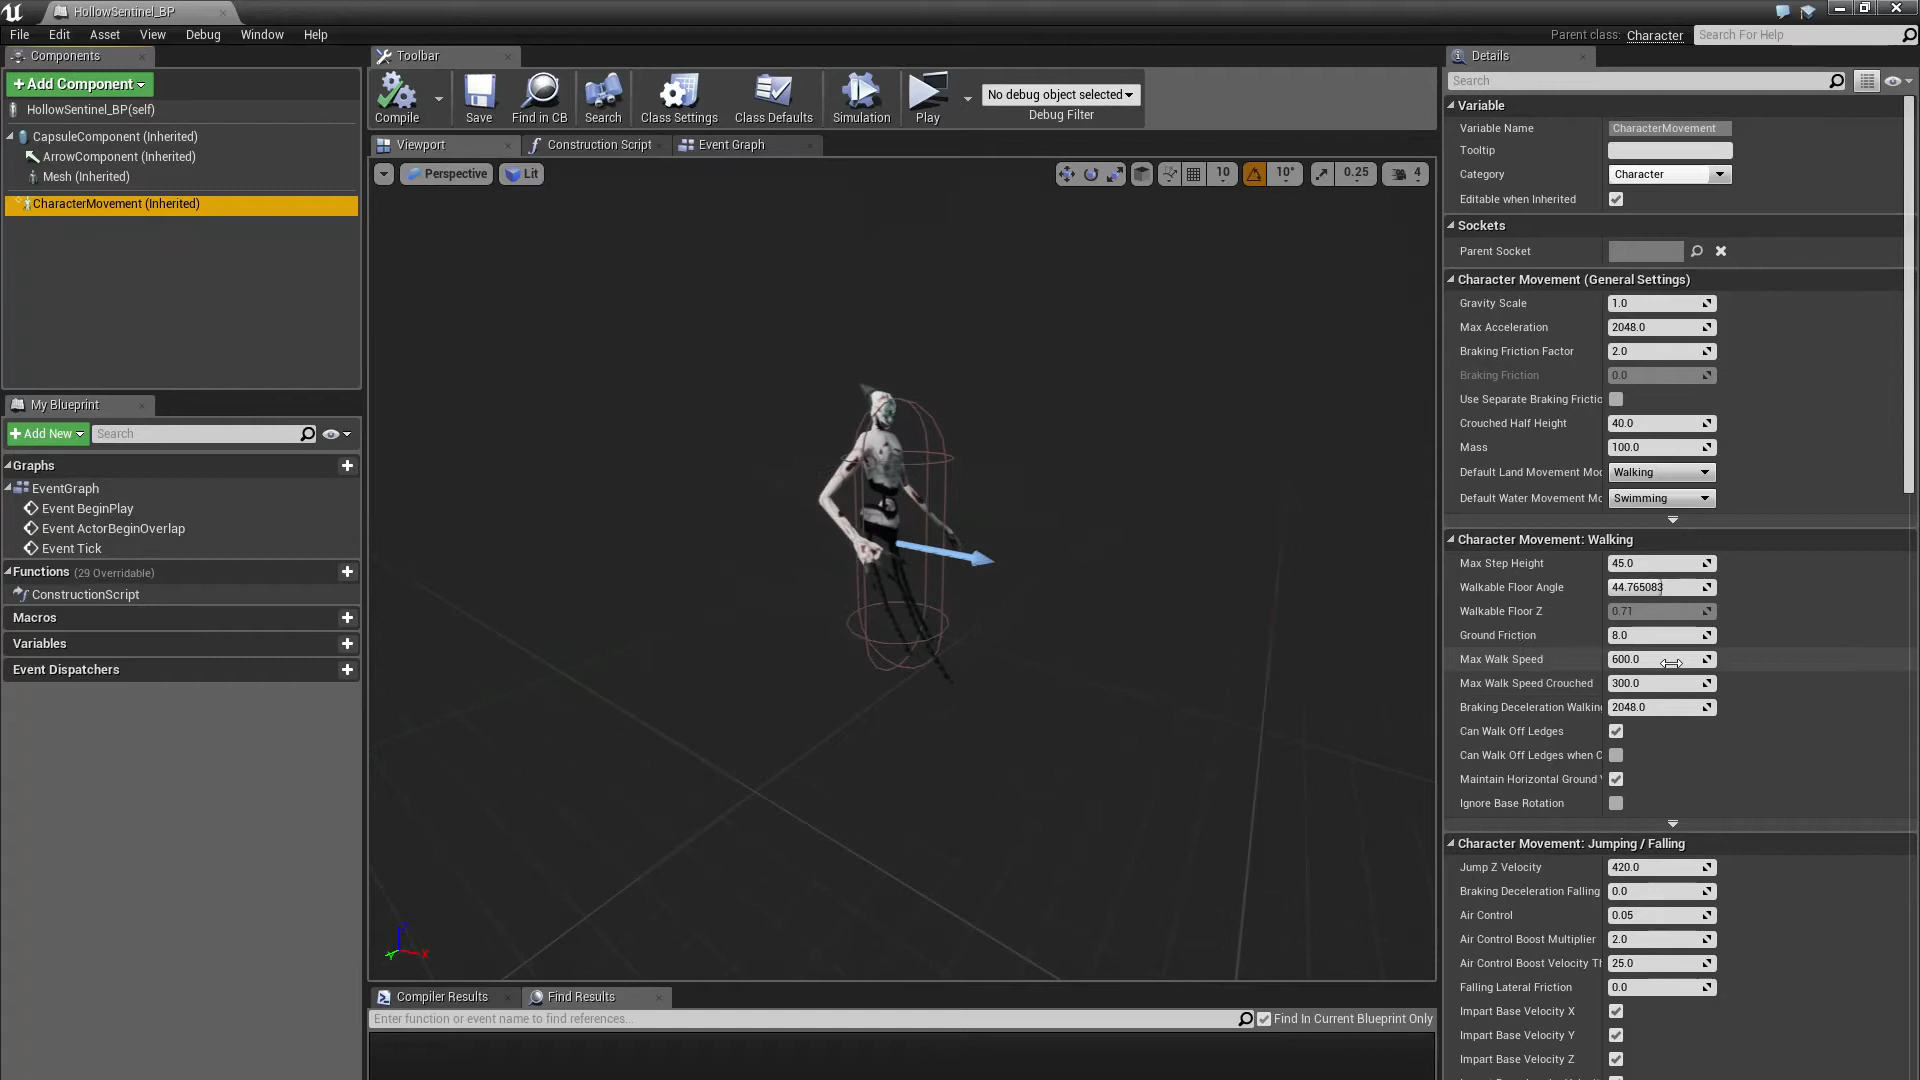 HollowSentinel_BP
File Edit Asset View Debug Window Help
Parent class: Character
Search For Help
Components
Add Component
HollowSentinel_BP(self)
CapsuleComponent (Inherited)
ArrowComponent (Inherited)
Mesh (Inherited)
CharacterMovement (Inherited)
My Blueprint
Add New
Search
Graphs
EventGraph
Event BeginPlay
Event ActorBeginOverlap
Event Tick
Functions (29 Overridable)
ConstructionScript
Macros
Variables
Event Dispatchers
Toolbar
Compile
Save
Find in CB
Search
Class Settings
Class Defaults
Simulation
Play
No debug object selected
Debug Filter
Viewport
Construction Script
Event Graph
Perspective
Lit
10
10°
0.25
4
Z
X
Compiler Results
Find Results
Enter function or event name to find references...
Find In Current Blueprint Only
Details
Search
Variable
Variable Name CharacterMovement
Tooltip
Category Character
Editable when Inherited
Sockets
Parent Socket
Character Movement (General Settings)
Gravity Scale 1.0
Max Acceleration 2048.0
Braking Friction Factor 2.0
Braking Friction 0.0
Use Separate Braking Frictio
Crouched Half Height 40.0
Mass 100.0
Default Land Movement Mod Walking
Default Water Movement Mo Swimming
Character Movement: Walking
Max Step Height 45.0
Walkable Floor Angle 44.765083
Walkable Floor Z 0.71
Ground Friction 8.0
Max Walk Speed 600.0
Max Walk Speed Crouched 300.0
Braking Deceleration Walking 2048.0
Can Walk Off Ledges
Can Walk Off Ledges when C
Maintain Horizontal Ground V
Ignore Base Rotation
Character Movement: Jumping / Falling
Jump Z Velocity 420.0
Braking Deceleration Falling 0.0
Air Control 0.05
Air Control Boost Multiplier 2.0
Air Control Boost Velocity Th 25.0
Falling Lateral Friction 0.0
Impart Base Velocity X
Impart Base Velocity Y
Impart Base Velocity Z